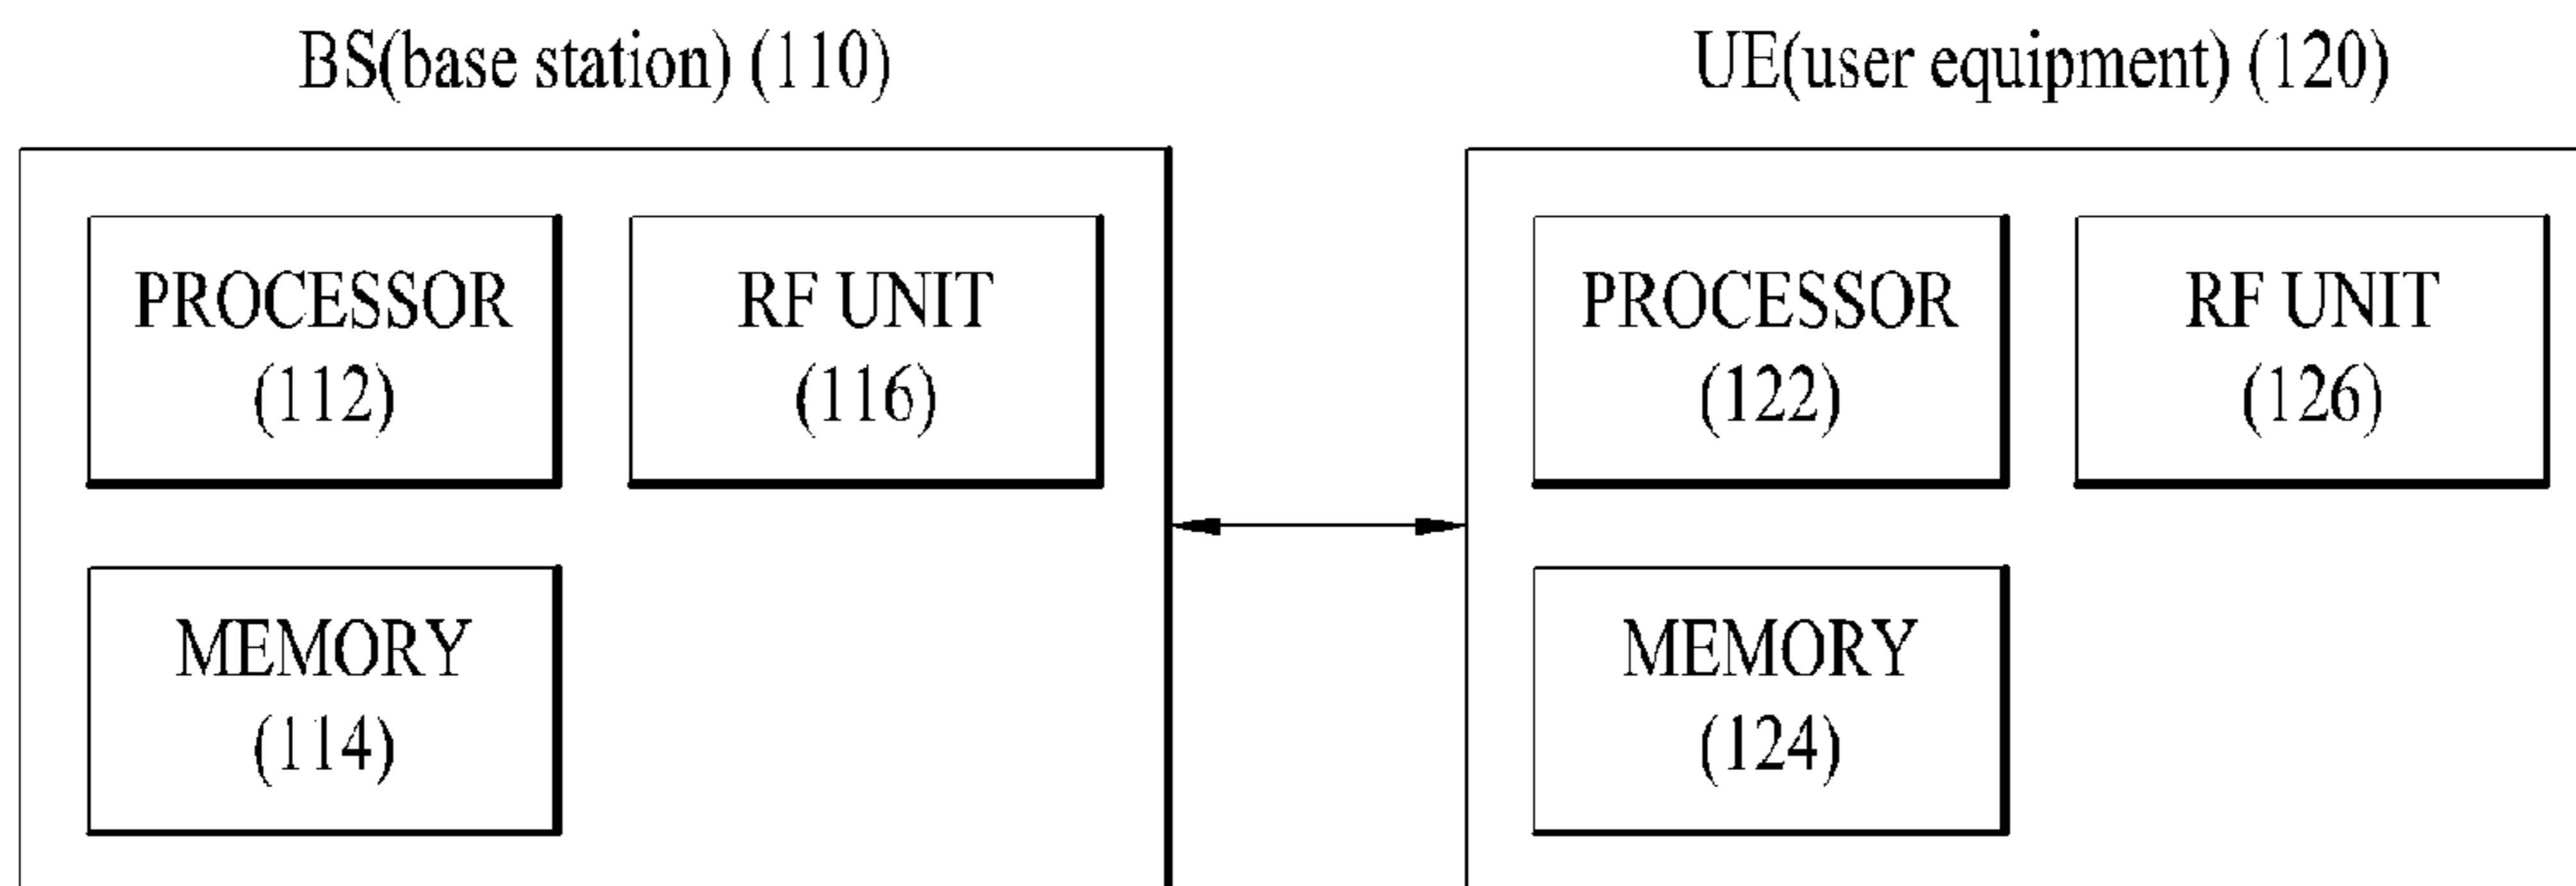 BS(base station) (110)
PROCESSOR
(112)
RF UNIT
(116)
MEMORY
(114)
UE(user equipment) (120)
PROCESSOR
(122)
RF UNIT
(126)
MEMORY
(124)